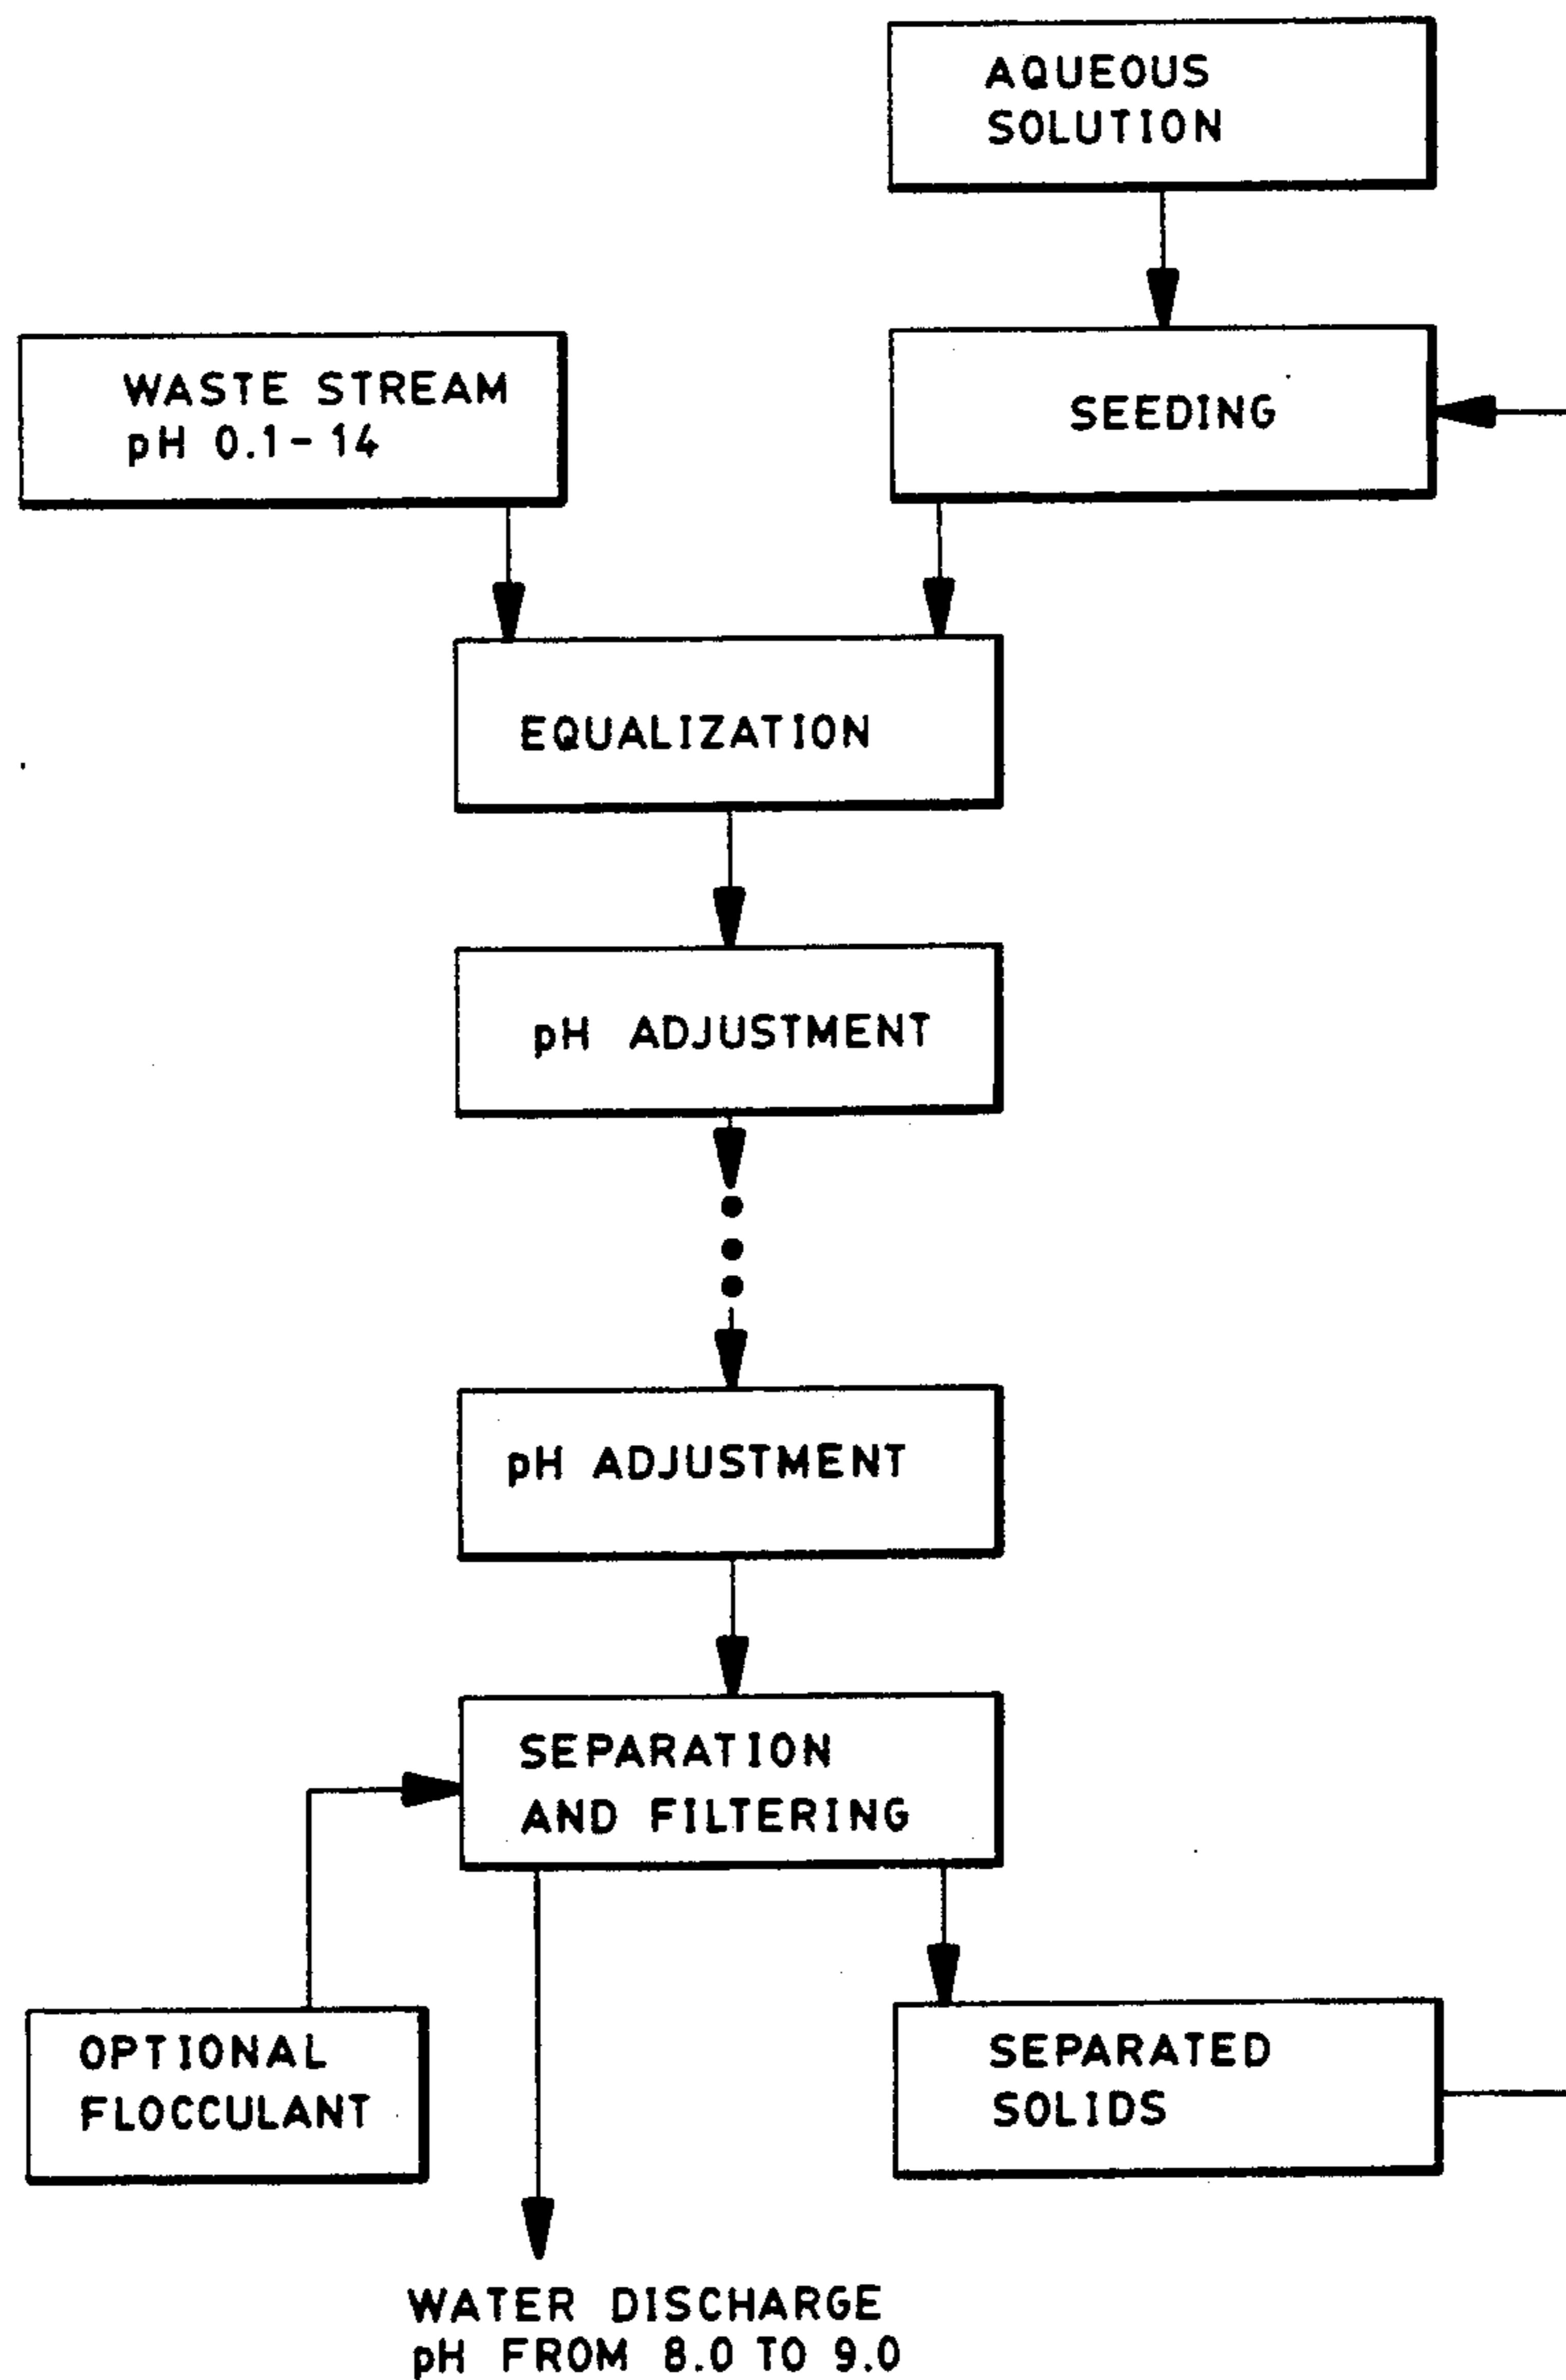 AQUEOUS
SOLUTION
WASTE STREAM
pH 0.1-14
SEEDING
EQUALIZATION
pH ADJUSTMENT
pH ADJUSTMENT
SEPARATION
AND FILTERING
OPTIONAL
FLOCCULANT
SEPARATED
SOLIDS
WATER DISCHARGE
pH FROM 8.0 TO 9.0